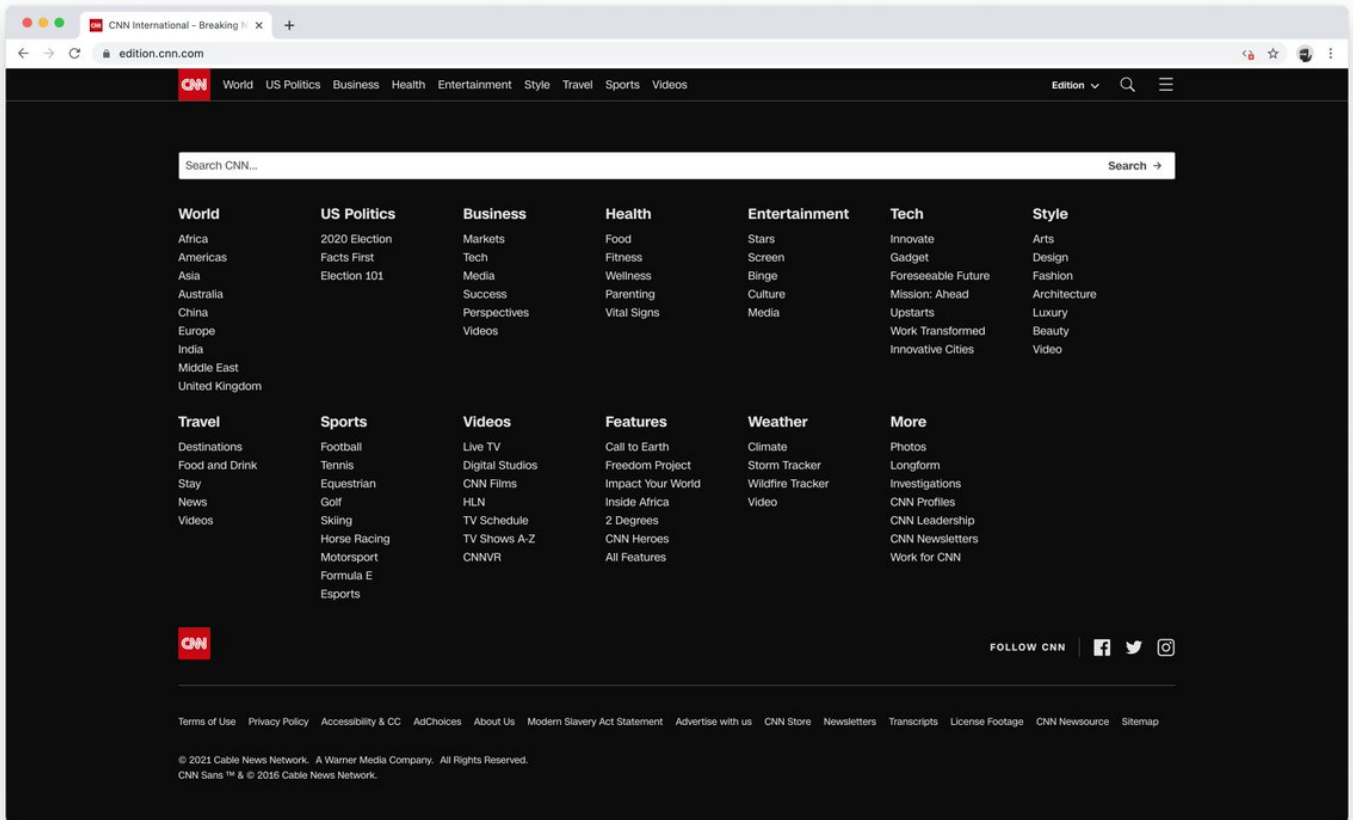 CNN International - Breaking N
edition.cnn.com
CNN World US Politics Business Health Entertainment Style Travel Sports Videos Edition
Search CNN... Search →
World
Africa
Americas
Asia
Australia
China
Europe
India
Middle East
United Kingdom
US Politics
2020 Election
Facts First
Election 101
Business
Markets
Tech
Media
Success
Perspectives
Videos
Health
Food
Fitness
Wellness
Parenting
Vital Signs
Entertainment
Stars
Screen
Binge
Culture
Media
Tech
Innovate
Gadget
Foreseeable Future
Mission: Ahead
Upstarts
Work Transformed
Innovative Cities
Style
Arts
Design
Fashion
Architecture
Luxury
Beauty
Video
Travel
Destinations
Food and Drink
Stay
News
Videos
Sports
Football
Tennis
Equestrian
Golf
Skiing
Horse Racing
Motorsport
Formula E
Esports
Videos
Live TV
Digital Studios
CNN Films
HLN
TV Schedule
TV Shows A-Z
CNNVR
Features
Call to Earth
Freedom Project
Impact Your World
Inside Africa
2 Degrees
CNN Heroes
All Features
Weather
Climate
Storm Tracker
Wildfire Tracker
Video
More
Photos
Longform
Investigations
CNN Profiles
CNN Leadership
CNN Newsletters
Work for CNN
CNN
FOLLOW CNN
Terms of Use Privacy Policy Accessibility & CC AdChoices About Us Modern Slavery Act Statement Advertise with us CNN Store Newsletters Transcripts License Footage CNN Newsource Sitemap
© 2021 Cable News Network. A Warner Media Company. All Rights Reserved.
CNN Sans ™ & © 2016 Cable News Network.